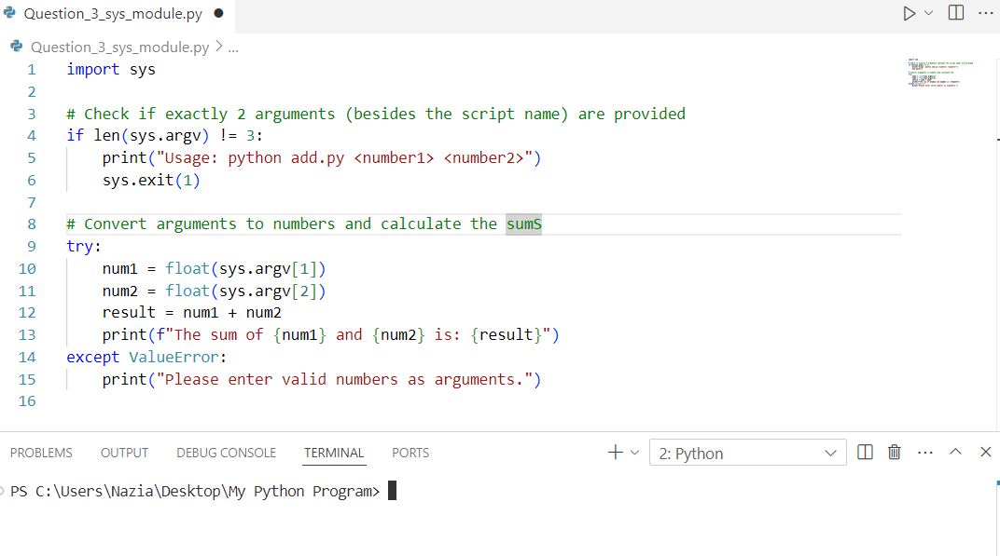 Question_3_sys_module.py
Question_3_sys_module.py > ...
1 import sys
2
3 # Check if exactly 2 arguments (besides the script name) are provided
4 if len(sys.argv) != 3:
5     print("Usage: python add.py <number1> <number2>")
6     sys.exit(1)
7
8 # Convert arguments to numbers and calculate the sumS
9 try:
10     num1 = float(sys.argv[1])
11     num2 = float(sys.argv[2])
12     result = num1 + num2
13     print(f"The sum of {num1} and {num2} is: {result}")
14 except ValueError:
15     print("Please enter valid numbers as arguments.")
16
PROBLEMS OUTPUT DEBUG CONSOLE TERMINAL PORTS 2: Python
PS C:\Users\Nazia\Desktop\My Python Program>